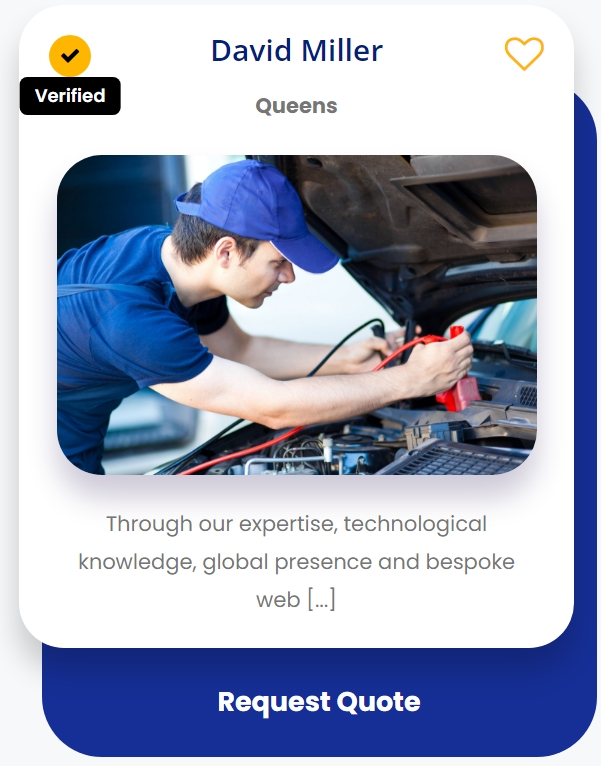 David Miller
Verified
Queens
Through our expertise, technological
knowledge, global presence and bespoke
web [...]
Request Quote